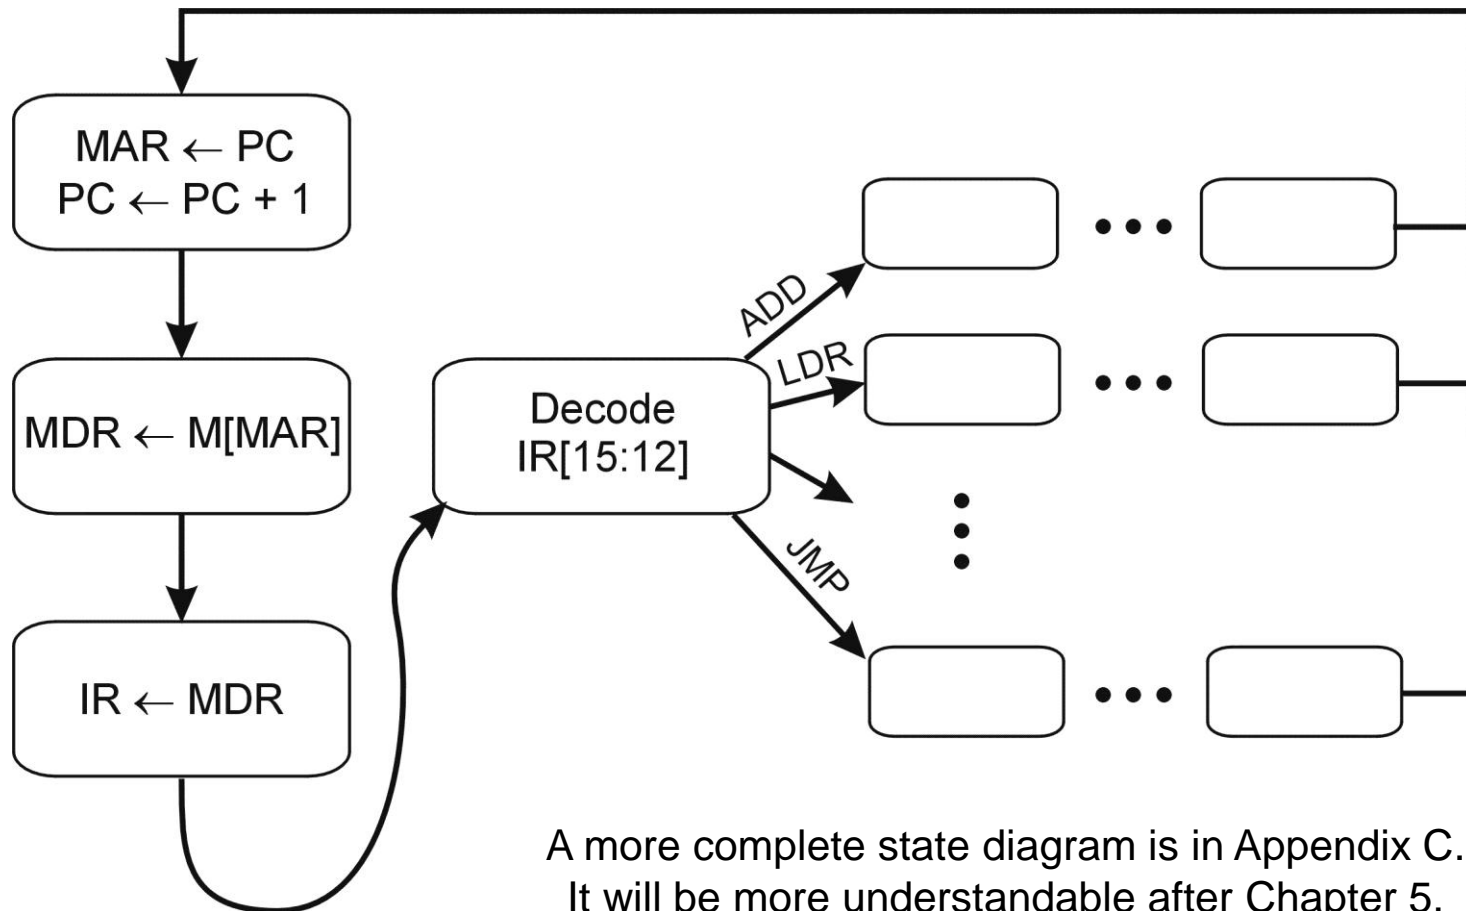 MAR ← PC
PC ← PC + 1
MDR ← M[MAR]
IR ← MDR
Decode
IR[15:12]
ADD
LDR
JMP
A more complete state diagram is in Appendix C.
It will be more understandable after Chapter 5.